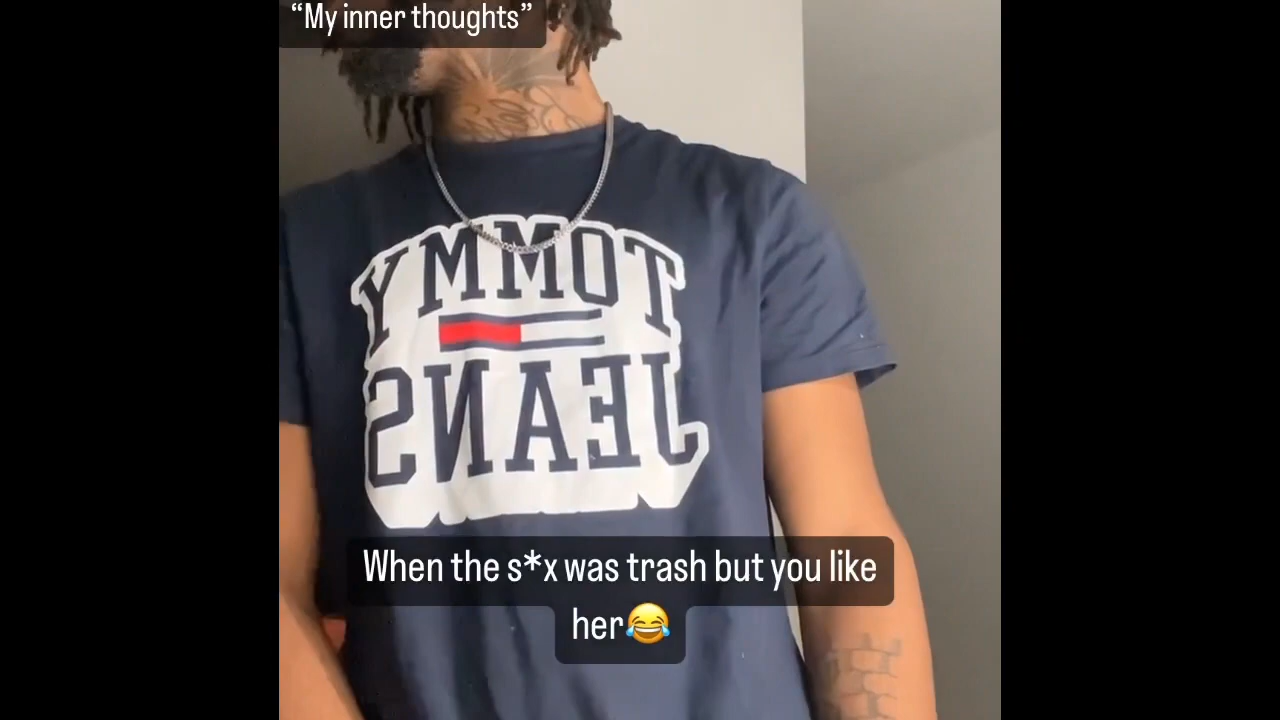 “My inner thoughts”
TOMMY
JEANS
When the s*x was trash but you like
her😂